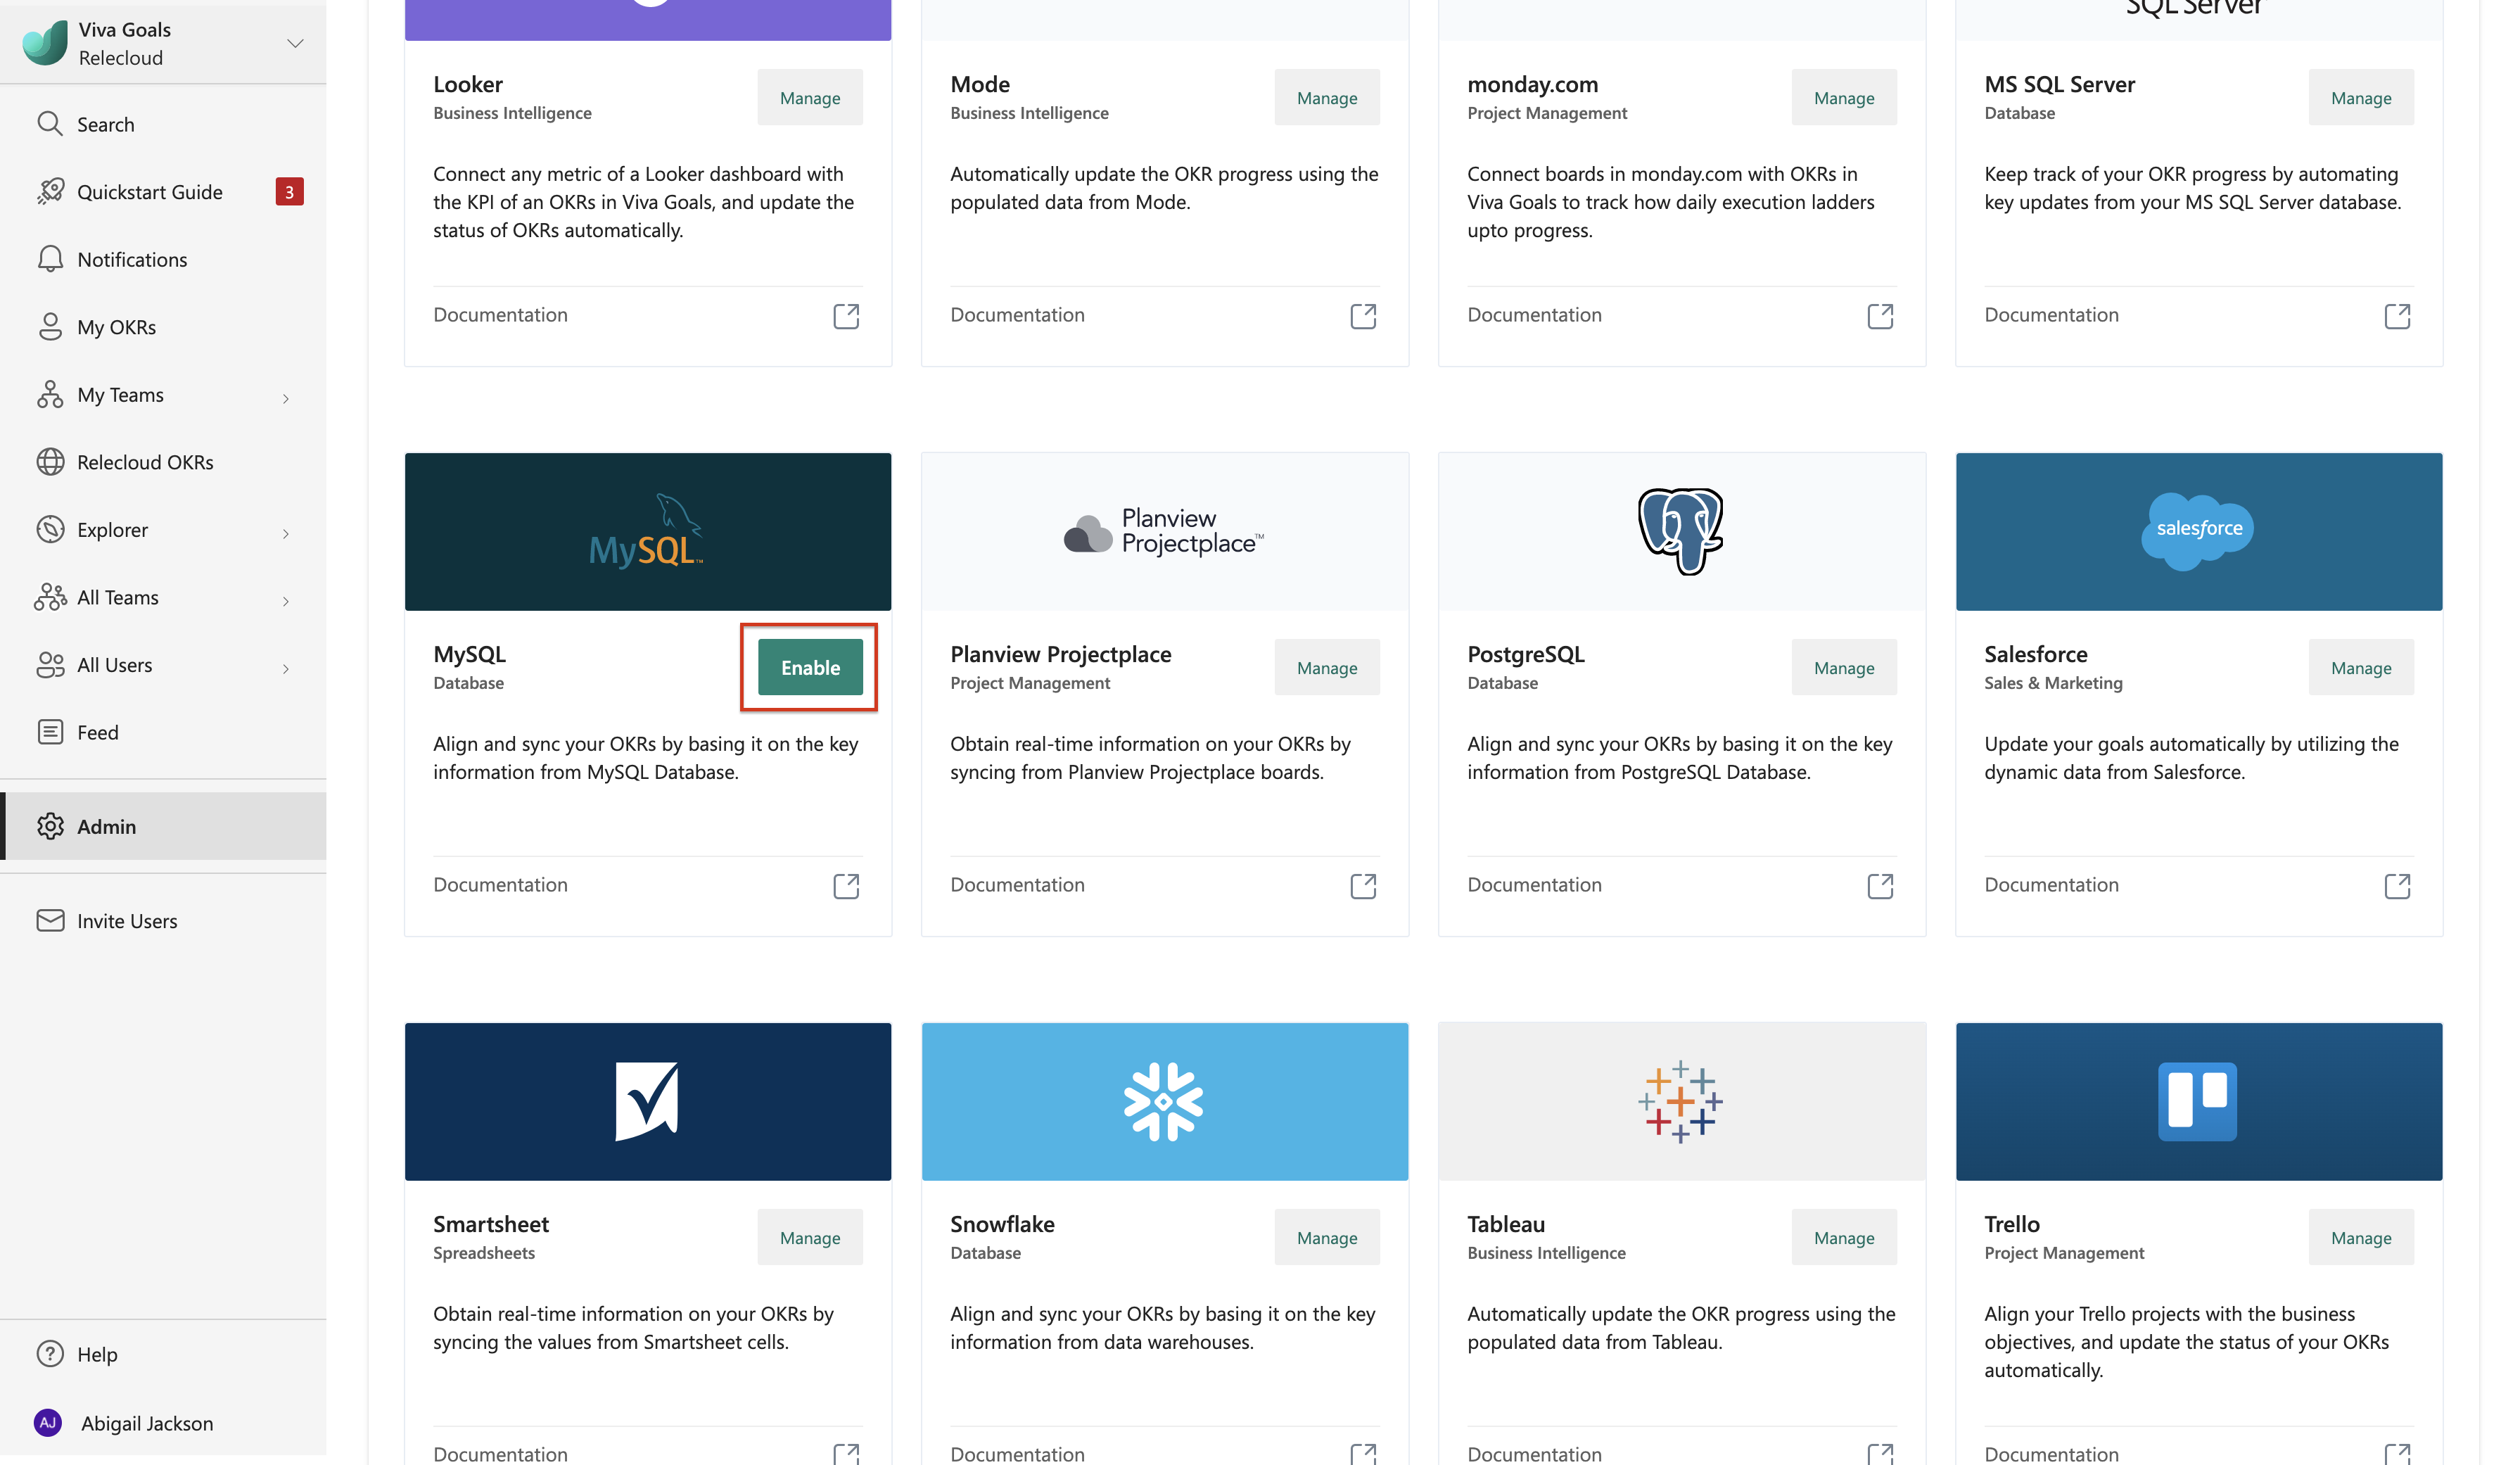 Viva Goals
Relecloud
Search
Quickstart Guide
3
Notifications
My OKRs
My Teams
Relecloud OKRs
Explorer
All Teams
All Users
Feed
Admin
Invite Users
Help
AJ
Abigail Jackson
SQL Server
Looker
Business Intelligence
Manage
Connect any metric of a Looker dashboard with
the KPI of an OKRs in Viva Goals, and update the
status of OKRs automatically.
Documentation
Mode
Business Intelligence
Manage
Automatically update the OKR progress using the
populated data from Mode.
Documentation
monday.com
Project Management
Manage
Connect boards in monday.com with OKRs in
Viva Goals to track how daily execution ladders
upto progress.
Documentation
MS SQL Server
Database
Manage
Keep track of your OKR progress by automating
key updates from your MS SQL Server database.
Documentation
MySQL™
MySQL
Database
Enable
Align and sync your OKRs by basing it on the key
information from MySQL Database.
Documentation
Planview
Projectplace™
Planview Projectplace
Project Management
Manage
Obtain real-time information on your OKRs by
syncing from Planview Projectplace boards.
Documentation
PostgreSQL
Database
Manage
Align and sync your OKRs by basing it on the key
information from PostgreSQL Database.
Documentation
salesforce
Salesforce
Sales & Marketing
Manage
Update your goals automatically by utilizing the
dynamic data from Salesforce.
Documentation
Smartsheet
Spreadsheets
Manage
Obtain real-time information on your OKRs by
syncing the values from Smartsheet cells.
Documentation
Snowflake
Database
Manage
Align and sync your OKRs by basing it on the key
information from data warehouses.
Documentation
Tableau
Business Intelligence
Manage
Automatically update the OKR progress using the
populated data from Tableau.
Documentation
Trello
Project Management
Manage
Align your Trello projects with the business
objectives, and update the status of your OKRs
automatically.
Documentation